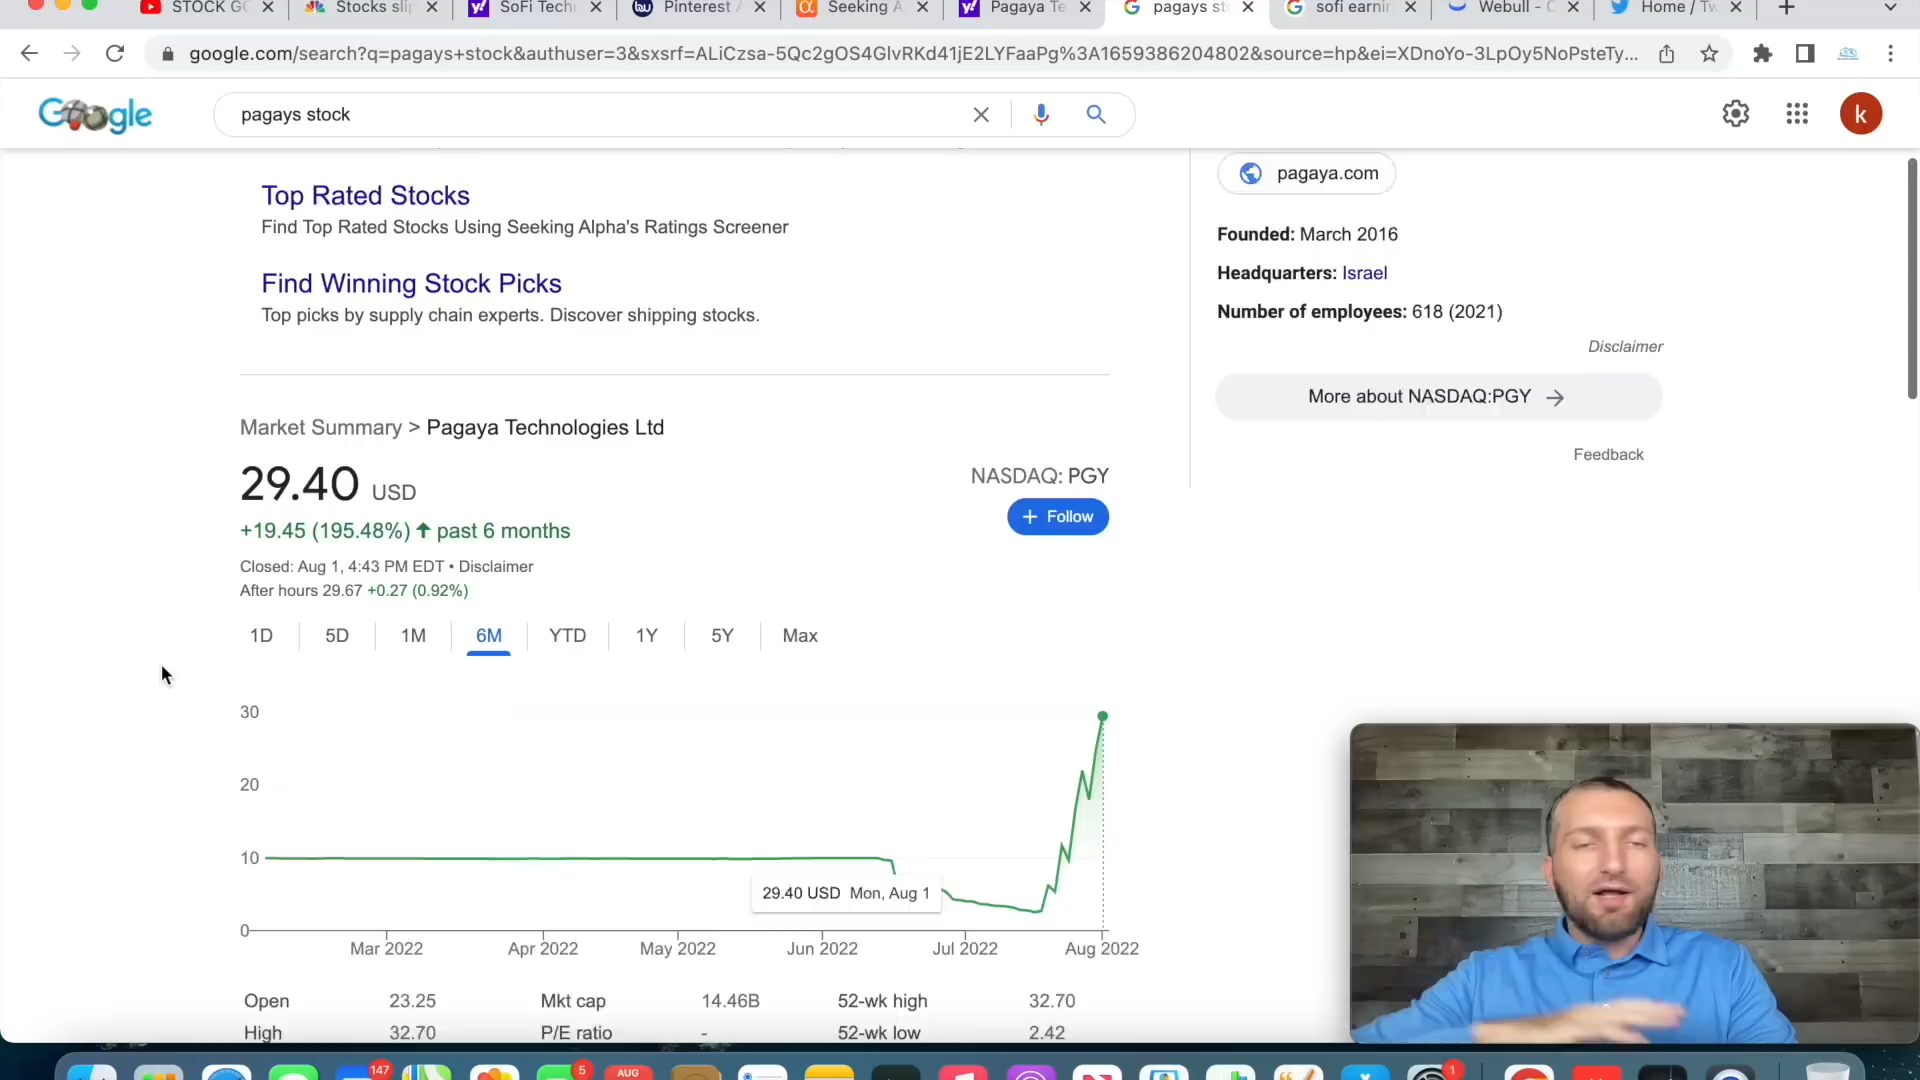 STOCK GO
Stocks slip
SoFi Techn
Pinterest A
Seeking A
Pagaya Te
pagays sto
sofi earnin
Webull - C
Home / Tw
google.com/search?q=pagays+stock&authuser=3&sxsrf=ALiCzsa-5Qc2gOS4GlvRKd41jE2LYFaaPg%3A1659386204802&source=hp&ei=XDnoYo-3LpOy5NoPsteTy...
Google
pagays stock
k
pagaya.com
Top Rated Stocks
Find Top Rated Stocks Using Seeking Alpha's Ratings Screener
Find Winning Stock Picks
Top picks by supply chain experts. Discover shipping stocks.
Founded: March 2016
Headquarters: Israel
Number of employees: 618 (2021)
Disclaimer
More about NASDAQ:PGY →
Feedback
Market Summary > Pagaya Technologies Ltd
29.40 USD
NASDAQ: PGY
+ Follow
+19.45 (195.48%) ↑ past 6 months
Closed: Aug 1, 4:43 PM EDT • Disclaimer
After hours 29.67 +0.27 (0.92%)
1D 5D 1M 6M YTD 1Y 5Y Max
30
20
10
29.40 USD Mon, Aug 1
0
Mar 2022 Apr 2022 May 2022 Jun 2022 Jul 2022 Aug 2022
Open 23.25 Mkt cap 14.46B 52-wk high 32.70
High 32.70 P/E ratio - 52-wk low 2.42
147
5
AUG
1